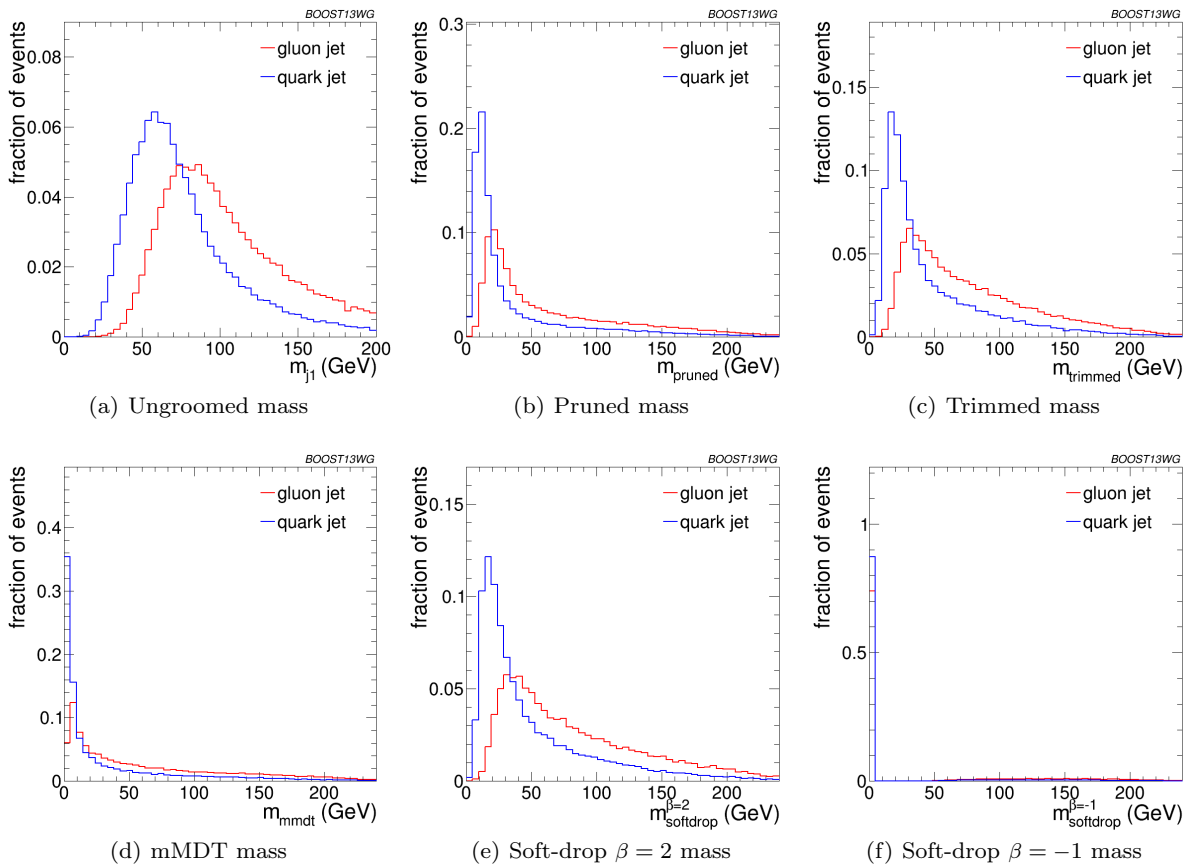 BOOST13WG
fraction of events
gluon jet
quark jet
0.08
0.06
0.04
0.02
0
0 50 100 150 200
m_j1 (GeV)
(a) Ungroomed mass
BOOST13WG
fraction of events
gluon jet
quark jet
0.3
0.2
0.1
0
0 50 100 150 200
m_pruned (GeV)
(b) Pruned mass
BOOST13WG
fraction of events
gluon jet
quark jet
0.15
0.1
0.05
0
0 50 100 150 200
m_trimmed (GeV)
(c) Trimmed mass
BOOST13WG
fraction of events
gluon jet
quark jet
0.4
0.3
0.2
0.1
0
0 50 100 150 200
m_mmdt (GeV)
(d) mMDT mass
BOOST13WG
fraction of events
gluon jet
quark jet
0.15
0.1
0.05
0
0 50 100 150 200
m_softdrop^β=2 (GeV)
(e) Soft-drop β = 2 mass
BOOST13WG
fraction of events
gluon jet
quark jet
1
0.5
0
0 50 100 150 200
m_softdrop^β=-1 (GeV)
(f) Soft-drop β = −1 mass